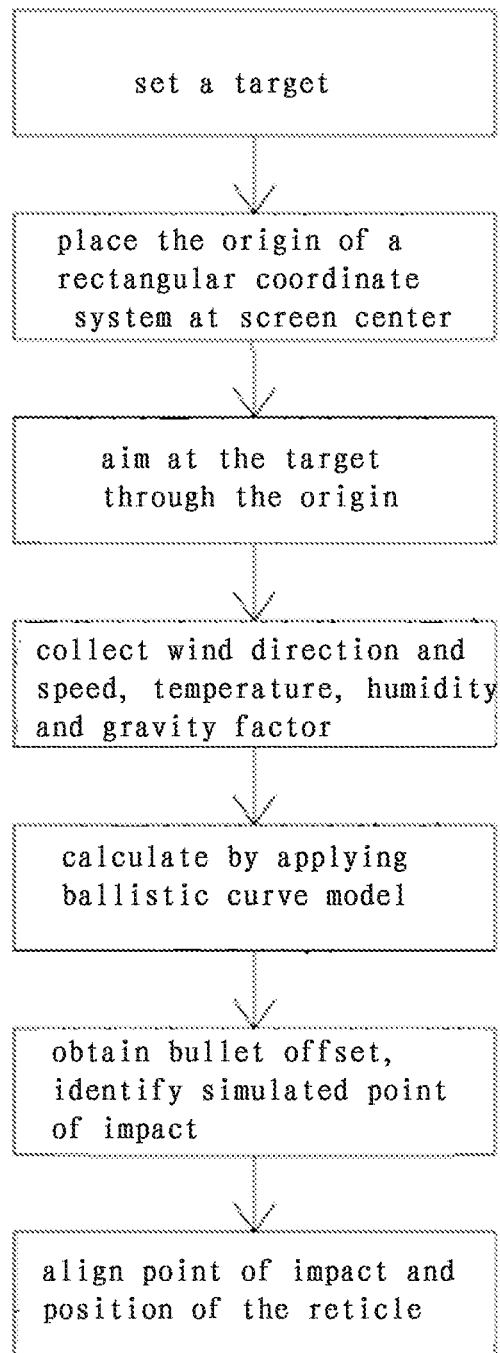 set a target
place the origin of a
rectangular coordinate
system at screen center
aim at the target
through the origin
collect wind direction and
speed, temperature, humidity
and gravity factor
calculate by applying
ballistic curve model
obtain bullet offset,
identify simulated point
of impact
align point of impact and
position of the reticle